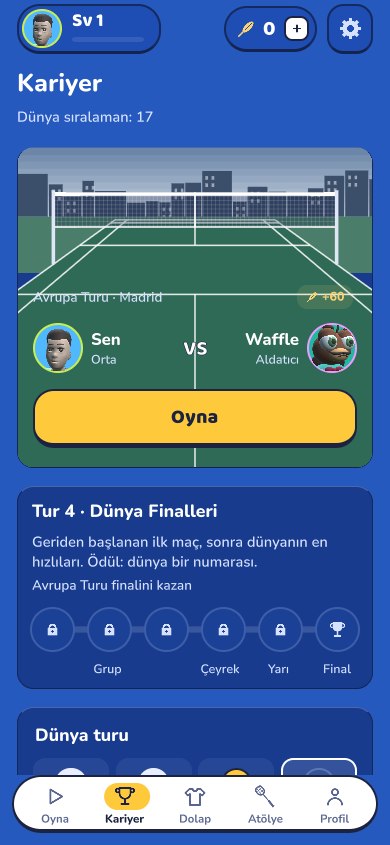 Sv 1
0
+
Kariyer
Dünya sıralaman: 17
Avrupa Turu · Madrid
+60
Sen
Orta
VS
Waffle
Aldatıcı
Oyna
Tur 4 · Dünya Finalleri
Geriden başlanan ilk maç, sonra dünyanın en
hızlıları. Ödül: dünya bir numarası.
Avrupa Turu finalini kazan
Grup
Çeyrek
Yarı
Final
Dünya turu
Oyna
Kariyer
Dolap
Atölye
Profil